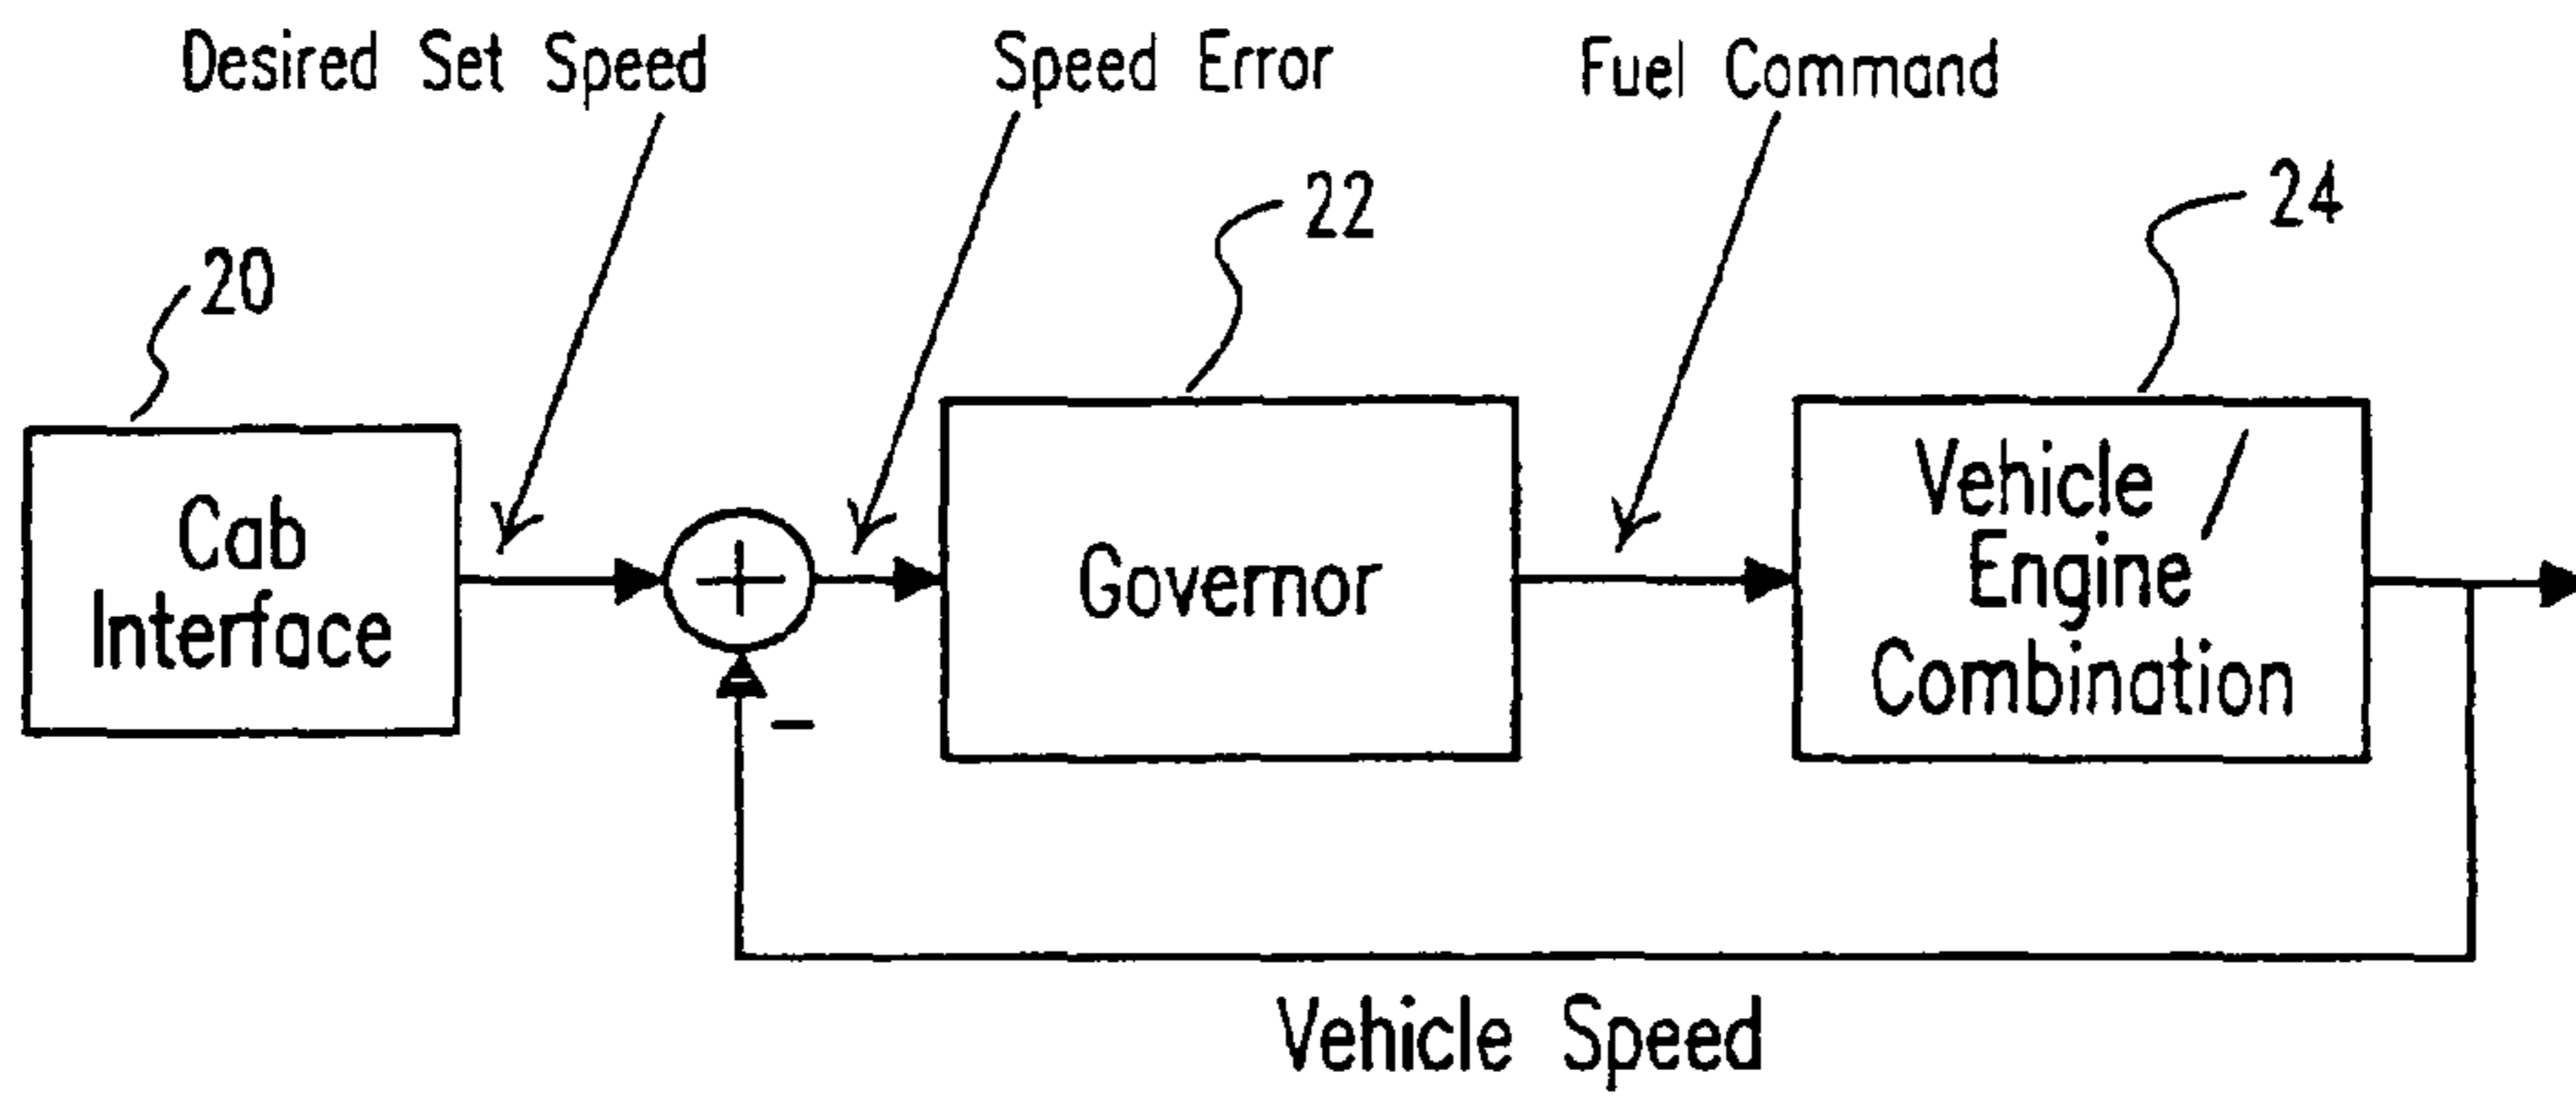 Desired Set Speed
Speed Error
Fuel Command
20
22
24
Cab
Interface
+
-
Governor
Vehicle /
Engine
Combination
Vehicle Speed